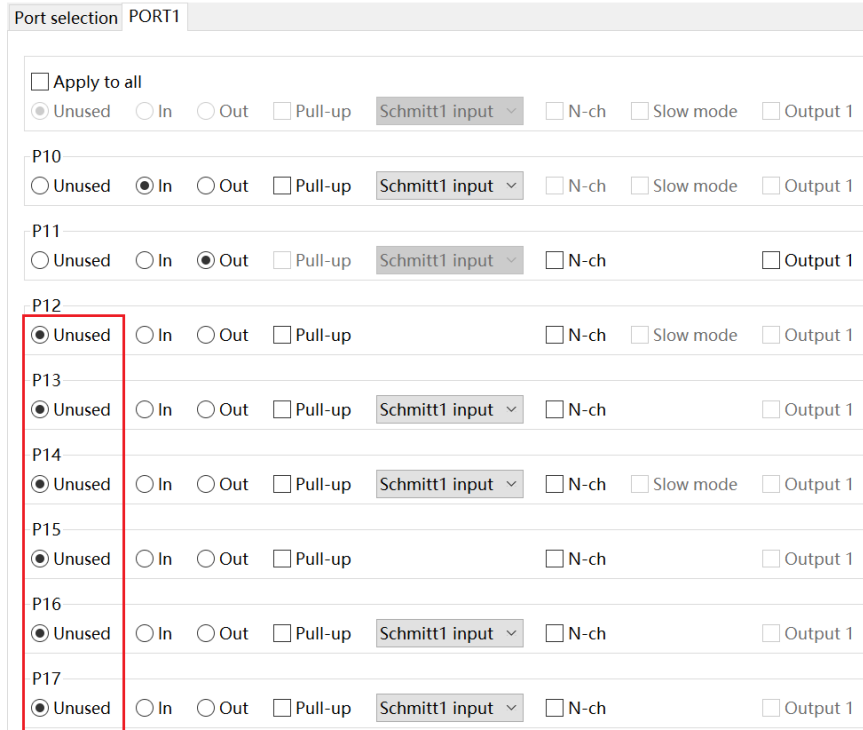 Port selection PORT1
Apply to all
Unused In Out Pull-up Schmitt1 input N-ch Slow mode Output 1
P10
Unused In Out Pull-up Schmitt1 input N-ch Slow mode Output 1
P11
Unused In Out Pull-up Schmitt1 input N-ch Output 1
P12
Unused In Out Pull-up N-ch Slow mode Output 1
P13
Unused In Out Pull-up Schmitt1 input N-ch Output 1
P14
Unused In Out Pull-up Schmitt1 input N-ch Slow mode Output 1
P15
Unused In Out Pull-up N-ch Output 1
P16
Unused In Out Pull-up Schmitt1 input N-ch Output 1
P17
Unused In Out Pull-up Schmitt1 input N-ch Output 1